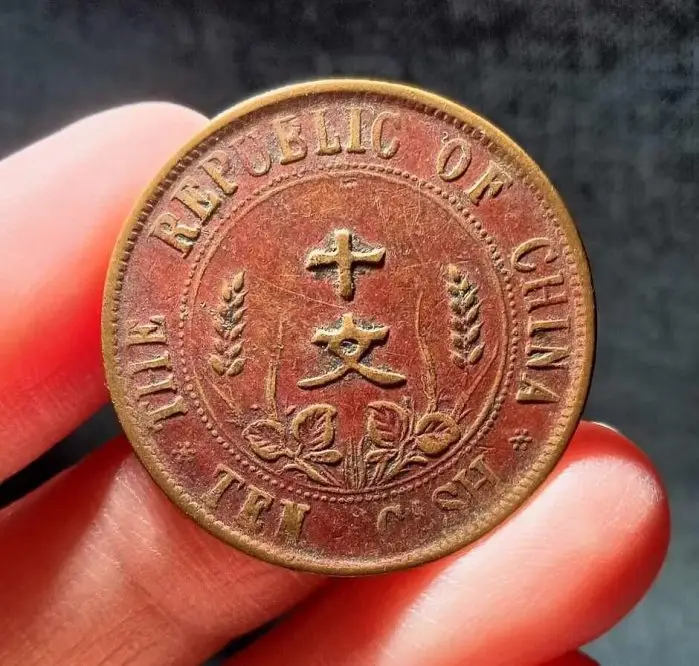 THE REPUBLIC OF CHINA
十
文
TEN CASH